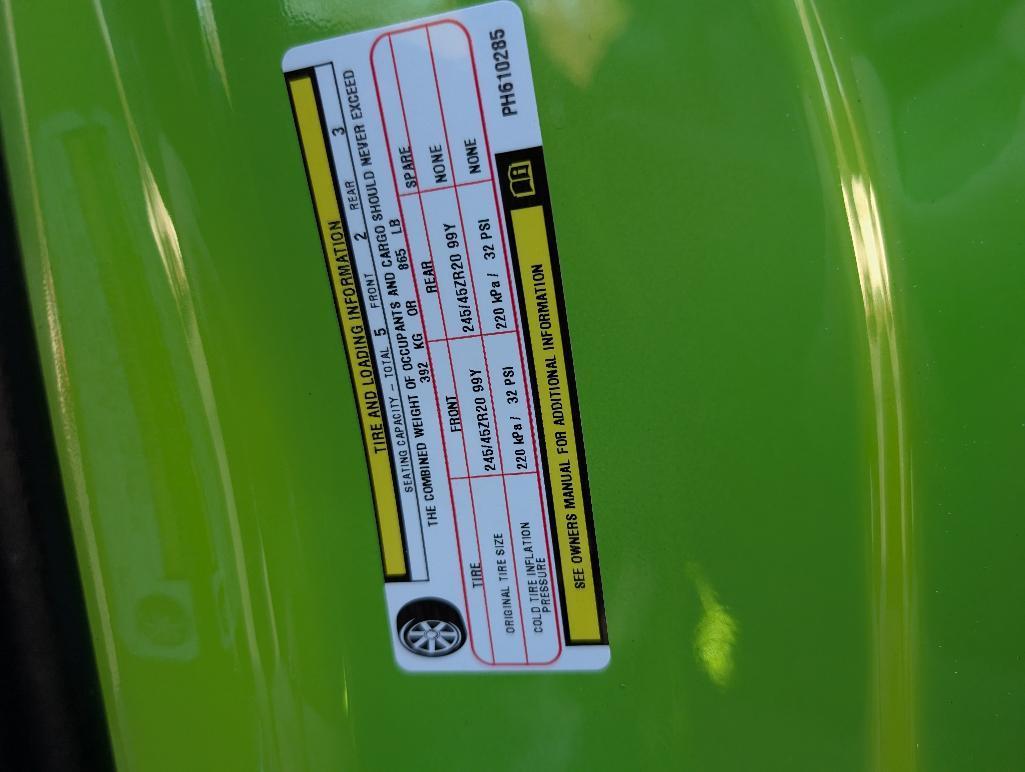 TIRE AND LOADING INFORMATION
SEATING CAPACITY – TOTAL 5 FRONT 2 REAR 3
THE COMBINED WEIGHT OF OCCUPANTS AND CARGO SHOULD NEVER EXCEED
392 KG OR 865 LB
TIRE FRONT REAR SPARE
ORIGINAL TIRE SIZE 245/45ZR20 99Y 245/45ZR20 99Y NONE
COLD TIRE INFLATION PRESSURE 220 kPa / 32 PSI 220 kPa / 32 PSI NONE
SEE OWNERS MANUAL FOR ADDITIONAL INFORMATION
PH610285